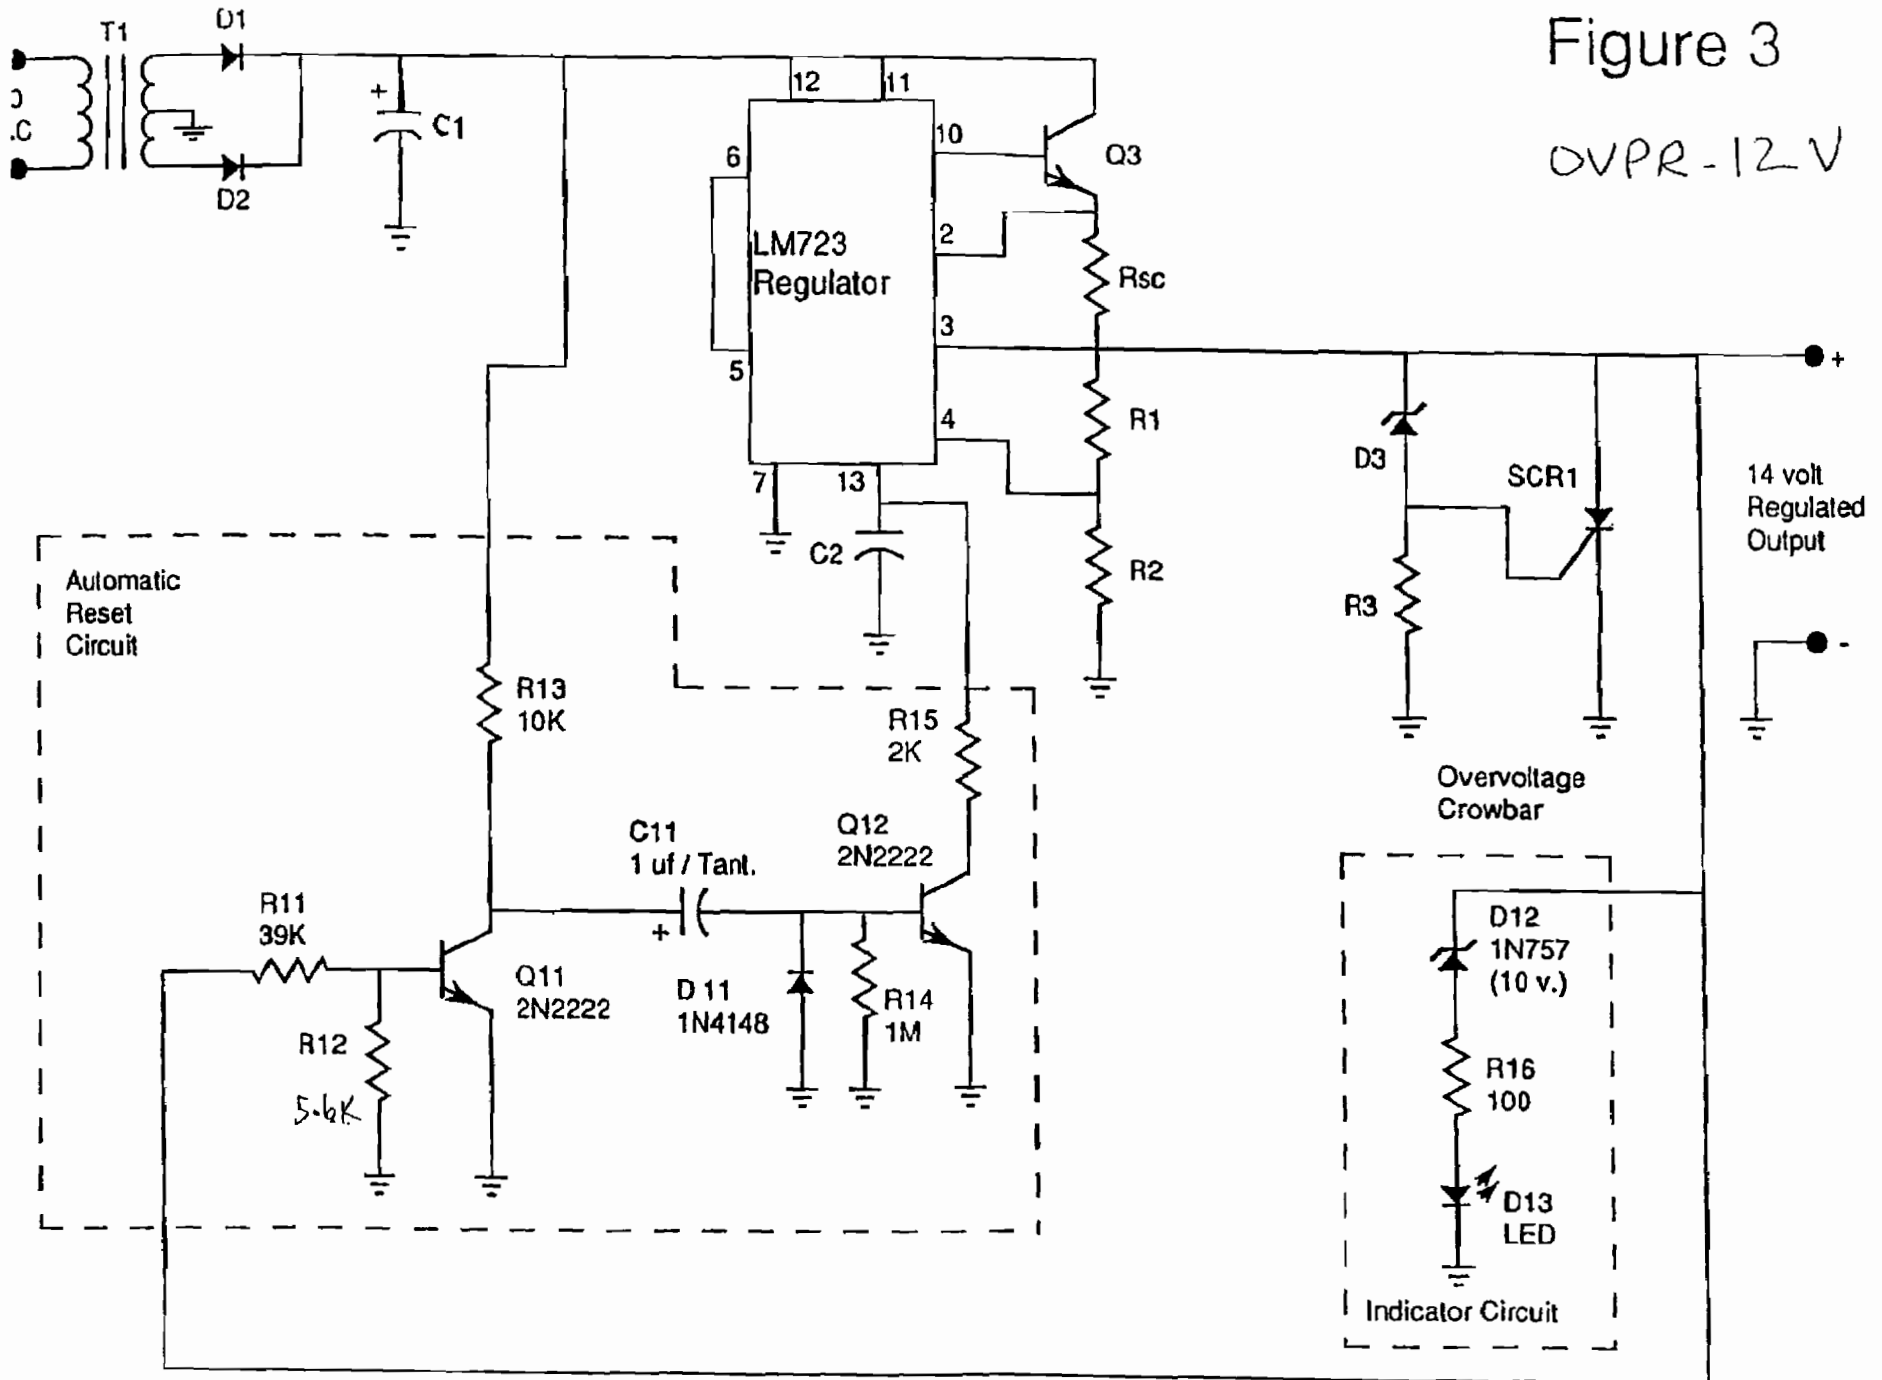 Figure 3
OVPR-12V
T1
D1
D2
+
C1
12
11
10
6
5
2
3
4
7
13
LM723
Regulator
Q3
Rsc
R1
R2
C2
D3
R3
SCR1
+
14 volt
Regulated
Output
-
Overvoltage
Crowbar
Automatic
Reset
Circuit
R13
10K
R15
2K
C11
1 uf / Tant.
+
Q12
2N2222
R11
39K
R12
5.6K
Q11
2N2222
D 11
1N4148
R14
1M
D12
1N757
(10 v.)
R16
100
D13
LED
Indicator Circuit